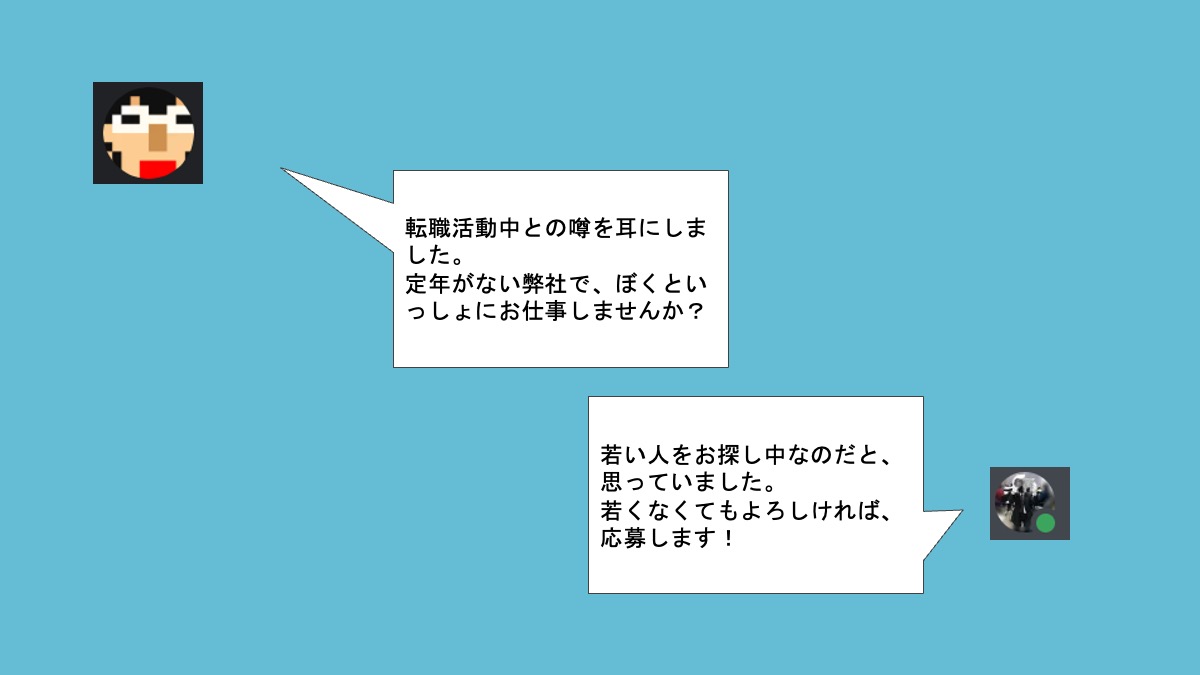 転職活動中との噂を耳にしま
した。
定年がない弊社で、ぼくとい
っしょにお仕事しませんか？
若い人をお探し中なのだと、
思っていました。
若くなくてもよろしければ、
応募します！